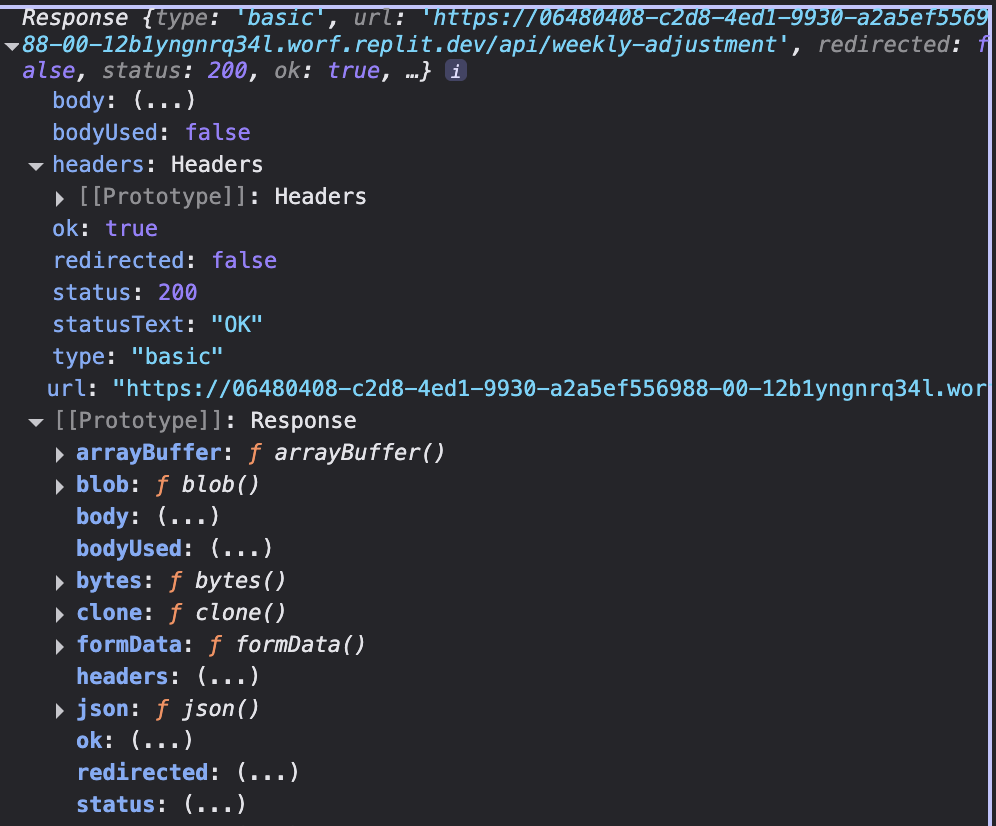 Response {type: 'basic', url: 'https://06480408-c2d8-4ed1-9930-a2a5ef5569
88-00-12b1yngnrq34l.worf.replit.dev/api/weekly-adjustment', redirected: f
alse, status: 200, ok: true, …} i
body: (...)
bodyUsed: false
headers: Headers
[[Prototype]]: Headers
ok: true
redirected: false
status: 200
statusText: "OK"
type: "basic"
url: "https://06480408-c2d8-4ed1-9930-a2a5ef556988-00-12b1yngnrq34l.wor
[[Prototype]]: Response
arrayBuffer: ƒ arrayBuffer()
blob: ƒ blob()
body: (...)
bodyUsed: (...)
bytes: ƒ bytes()
clone: ƒ clone()
formData: ƒ formData()
headers: (...)
json: ƒ json()
ok: (...)
redirected: (...)
status: (...)